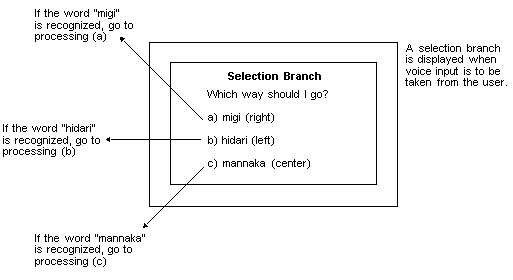 If the word "migi"
is recognized, go to
processing (a)
A selection branch
is displayed when
voice input is to be
taken from the user.
Selection Branch
Which way should I go?
a) migi (right)
If the word "hidari"
is recognized, go to
processing (b)
b) hidari (left)
c) mannaka (center)
If the word "mannaka"
is recognized, go to
processing (c)